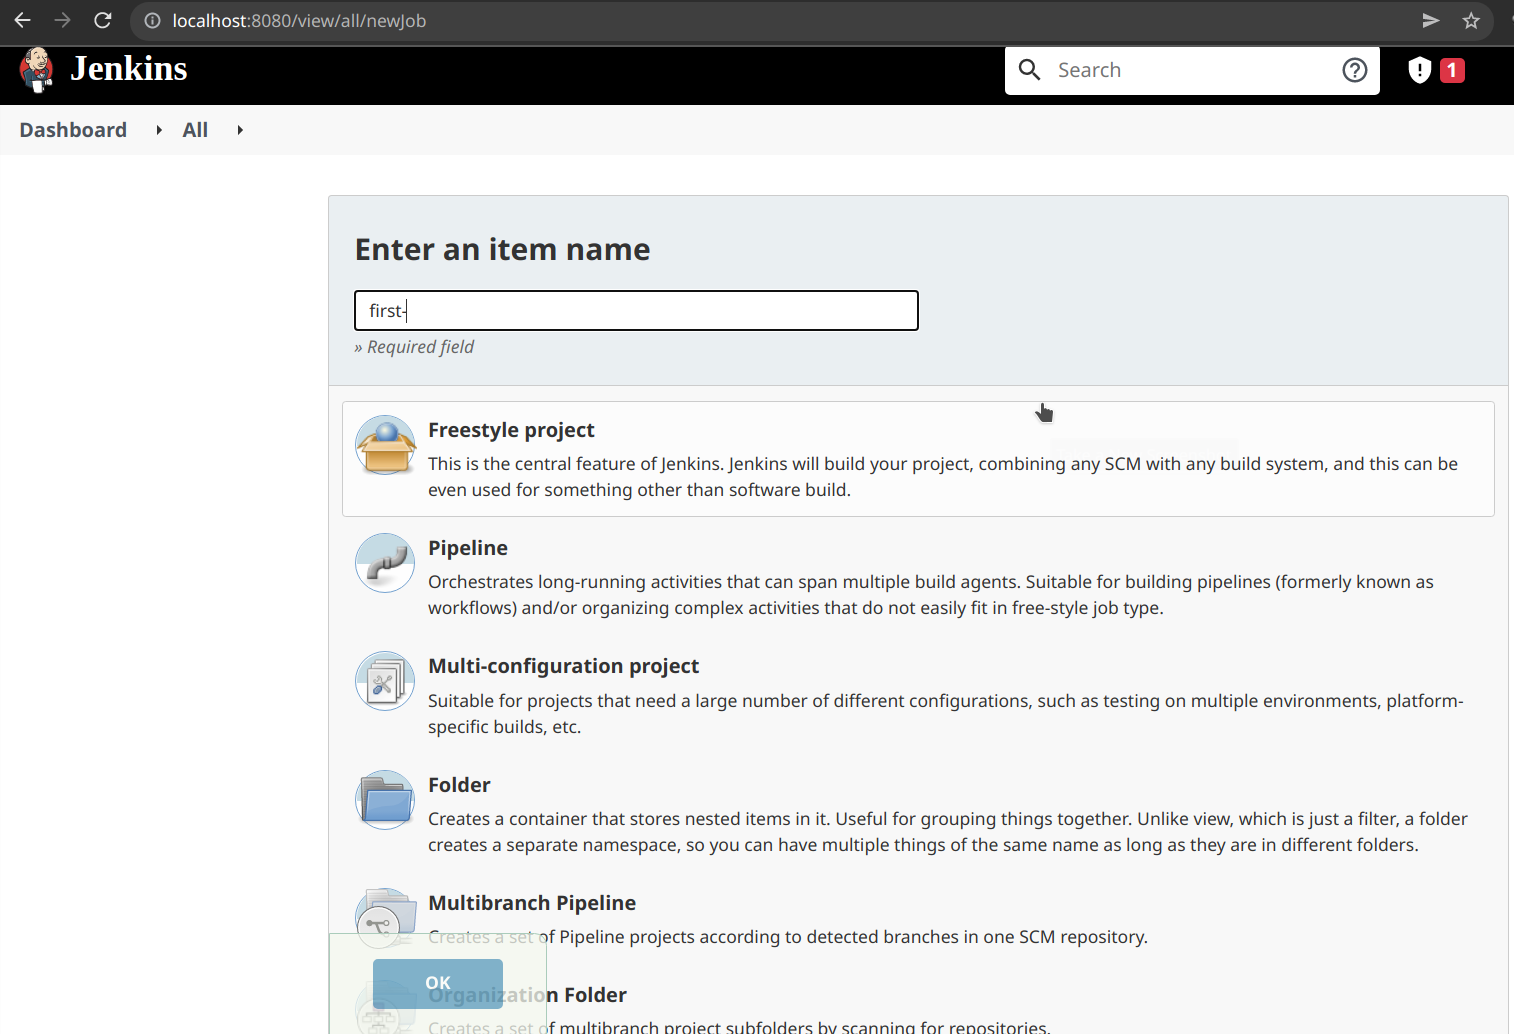 localhost:8080/view/all/newJob
Jenkins
Search
1
Dashboard All
Enter an item name
first-
» Required field
Freestyle project
This is the central feature of Jenkins. Jenkins will build your project, combining any SCM with any build system, and this can be
even used for something other than software build.
Pipeline
Orchestrates long-running activities that can span multiple build agents. Suitable for building pipelines (formerly known as
workflows) and/or organizing complex activities that do not easily fit in free-style job type.
Multi-configuration project
Suitable for projects that need a large number of different configurations, such as testing on multiple environments, platform-
specific builds, etc.
Folder
Creates a container that stores nested items in it. Useful for grouping things together. Unlike view, which is just a filter, a folder
creates a separate namespace, so you can have multiple things of the same name as long as they are in different folders.
Multibranch Pipeline
Creates a set of Pipeline projects according to detected branches in one SCM repository.
OK
Organization Folder
Creates a set of multibranch project subfolders by scanning for repositories.